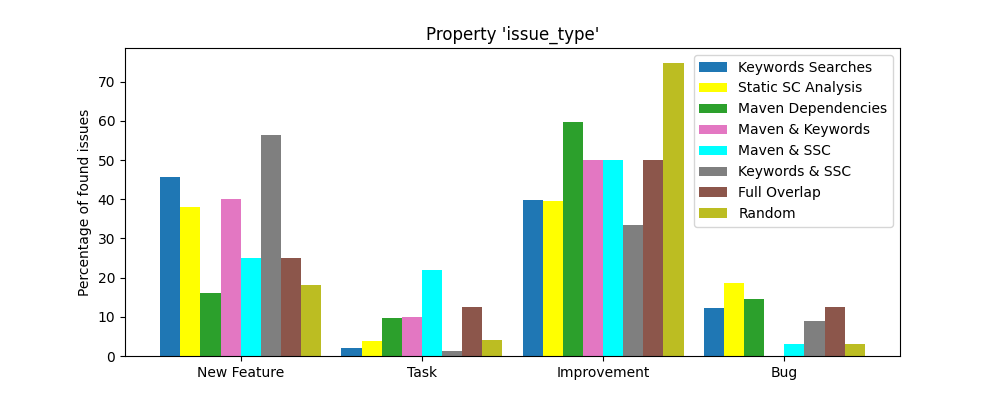 Property 'issue_type'
Percentage of found issues
70
60
50
40
30
20
10
0
New Feature
Task
Improvement
Bug
Keywords Searches
Static SC Analysis
Maven Dependencies
Maven & Keywords
Maven & SSC
Keywords & SSC
Full Overlap
Random